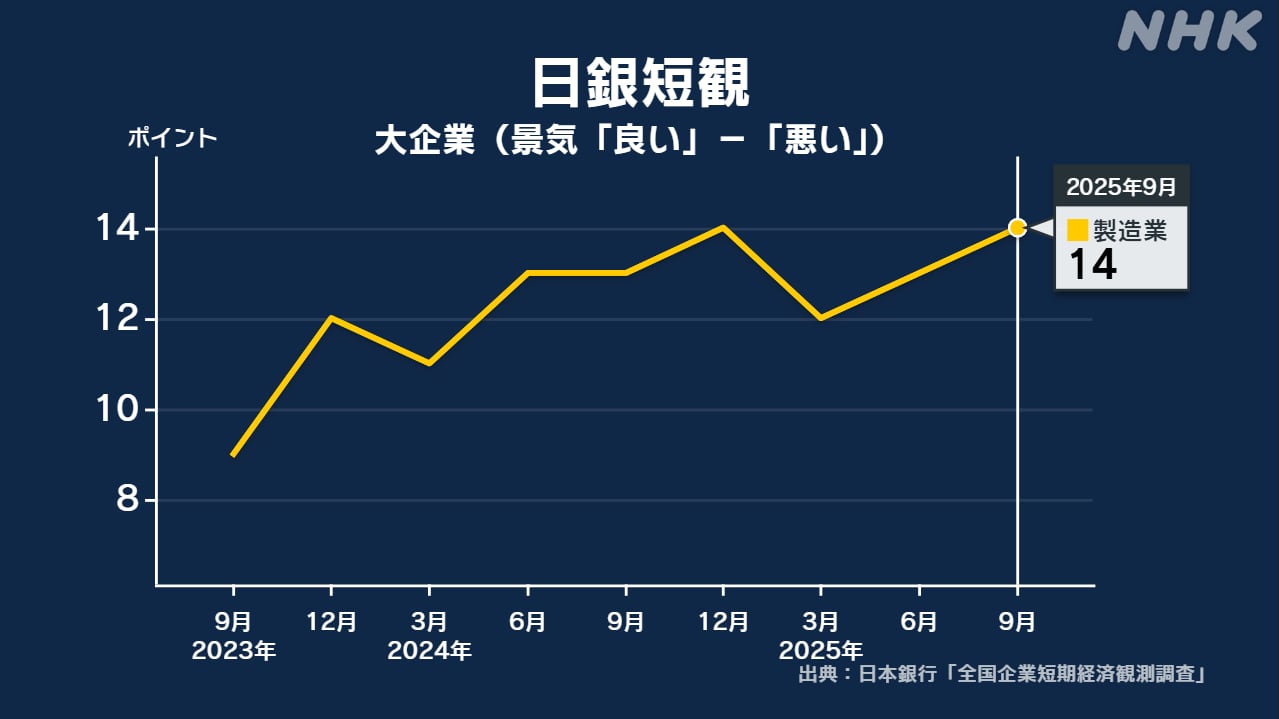 NHK
日銀短観
大企業（景気「良い」－「悪い」）
ポイント
14
12
10
8
2025年9月
製造業
14
9月 12月 3月 6月 9月 12月 3月 6月 9月
2023年 2024年 2025年
出典：日本銀行「全国企業短期経済観測調査」